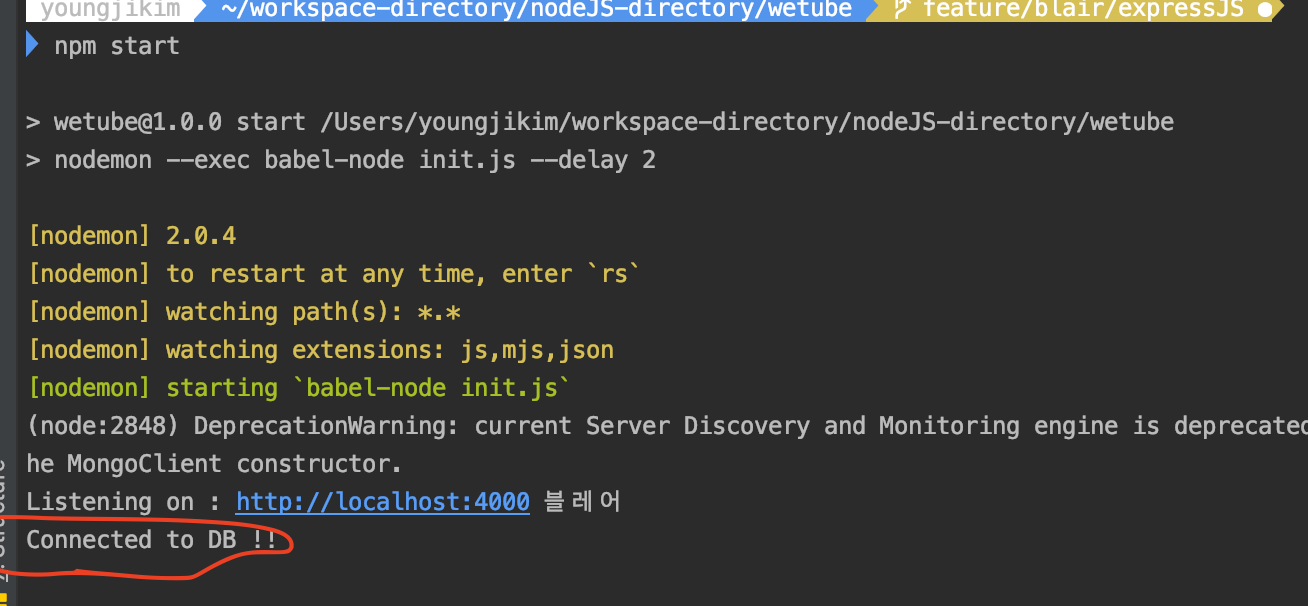 youngjikim ~/workspace-directory/nodeJS-directory/wetube feature/blair/expressJS
npm start
> wetube@1.0.0 start /Users/youngjikim/workspace-directory/nodeJS-directory/wetube
> nodemon --exec babel-node init.js --delay 2
[nodemon] 2.0.4
[nodemon] to restart at any time, enter `rs`
[nodemon] watching path(s): *.*
[nodemon] watching extensions: js,mjs,json
[nodemon] starting `babel-node init.js`
(node:2848) DeprecationWarning: current Server Discovery and Monitoring engine is deprecated
he MongoClient constructor.
Listening on : http://localhost:4000 블레어
Connected to DB !!